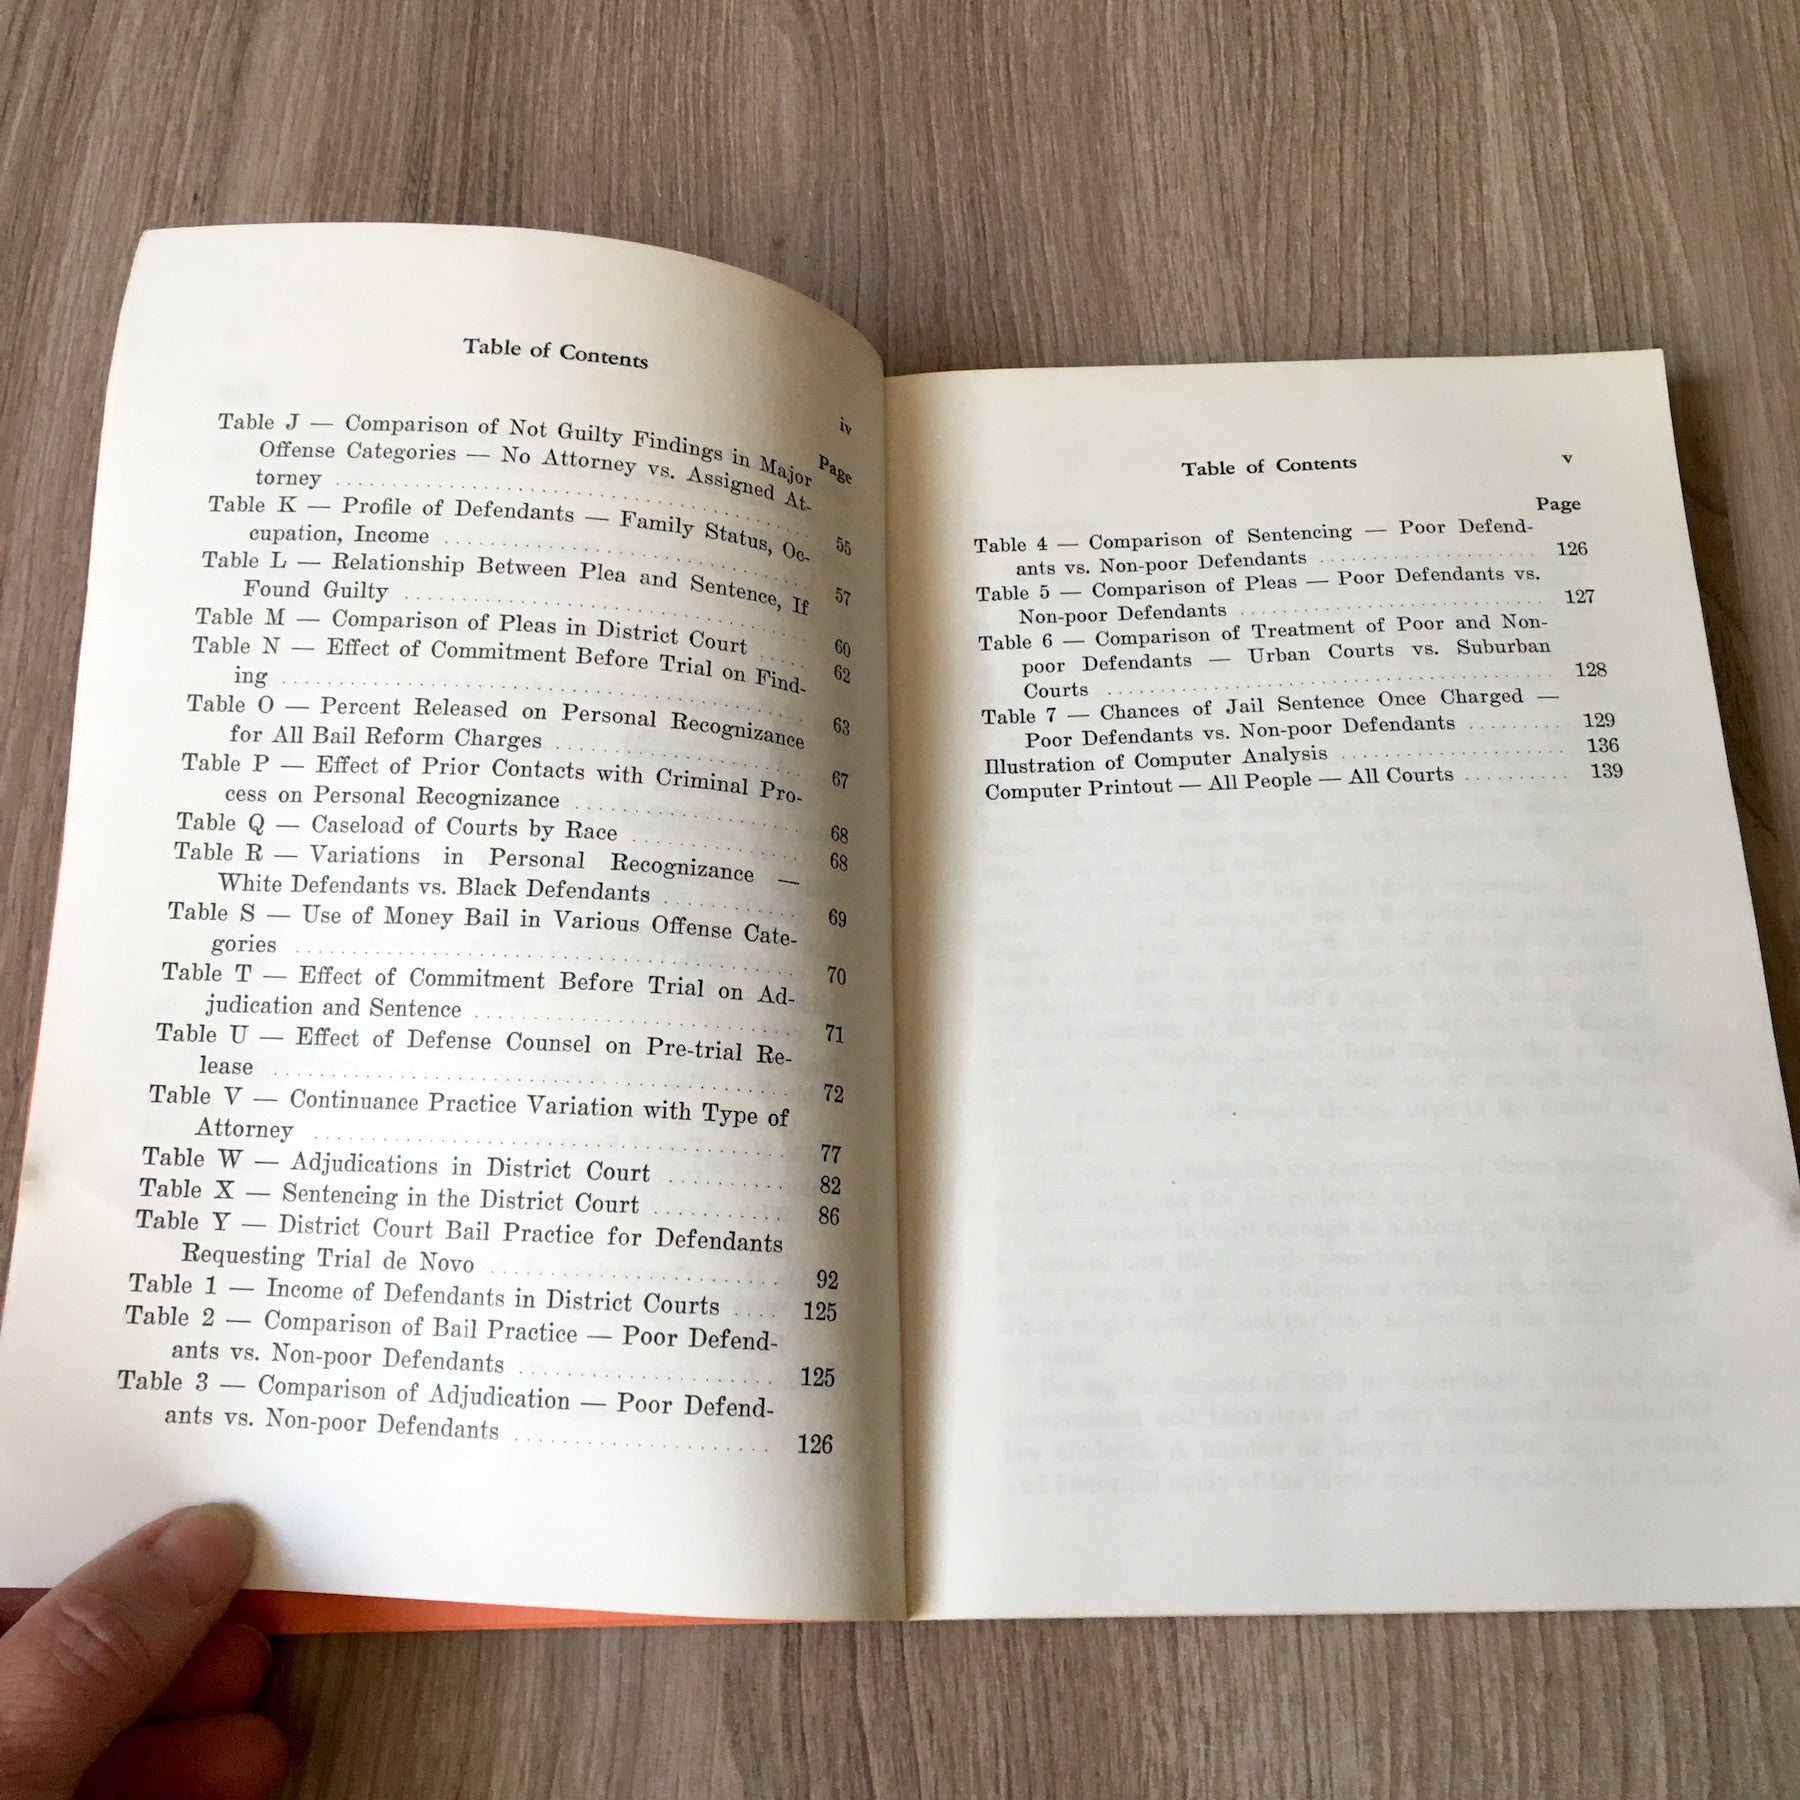 Table of Contents
iv
Page
Table J — Comparison of Not Guilty Findings in Major
Offense Categories — No Attorney vs. Assigned At-
torney .......... 55
Table K — Profile of Defendants — Family Status, Oc-
cupation, Income .......... 57
Table L — Relationship Between Plea and Sentence, If
Found Guilty .......... 60
Table M — Comparison of Pleas in District Court ..... 62
Table N — Effect of Commitment Before Trial on Find-
ing .......... 63
Table O — Percent Released on Personal Recognizance
for All Bail Reform Charges .......... 67
Table P — Effect of Prior Contacts with Criminal Pro-
cess on Personal Recognizance .......... 68
Table Q — Caseload of Courts by Race .......... 68
Table R — Variations in Personal Recognizance —
White Defendants vs. Black Defendants .......... 69
Table S — Use of Money Bail in Various Offense Cate-
gories .......... 70
Table T — Effect of Commitment Before Trial on Ad-
judication and Sentence .......... 71
Table U — Effect of Defense Counsel on Pre-trial Re-
lease .......... 72
Table V — Continuance Practice Variation with Type of
Attorney .......... 77
Table W — Adjudications in District Court .......... 82
Table X — Sentencing in the District Court .......... 86
Table Y — District Court Bail Practice for Defendants
Requesting Trial de Novo .......... 92
Table 1 — Income of Defendants in District Courts .... 125
Table 2 — Comparison of Bail Practice — Poor Defend-
ants vs. Non-poor Defendants .......... 125
Table 3 — Comparison of Adjudication — Poor Defend-
ants vs. Non-poor Defendants .......... 126
Table of Contents v
Page
Table 4 — Comparison of Sentencing — Poor Defend-
ants vs. Non-poor Defendants .......... 126
Table 5 — Comparison of Pleas — Poor Defendants vs.
Non-poor Defendants .......... 127
Table 6 — Comparison of Treatment of Poor and Non-
poor Defendants — Urban Courts vs. Suburban
Courts .......... 128
Table 7 — Chances of Jail Sentence Once Charged —
Poor Defendants vs. Non-poor Defendants .......... 129
Illustration of Computer Analysis .......... 136
Computer Printout — All People — All Courts .......... 139